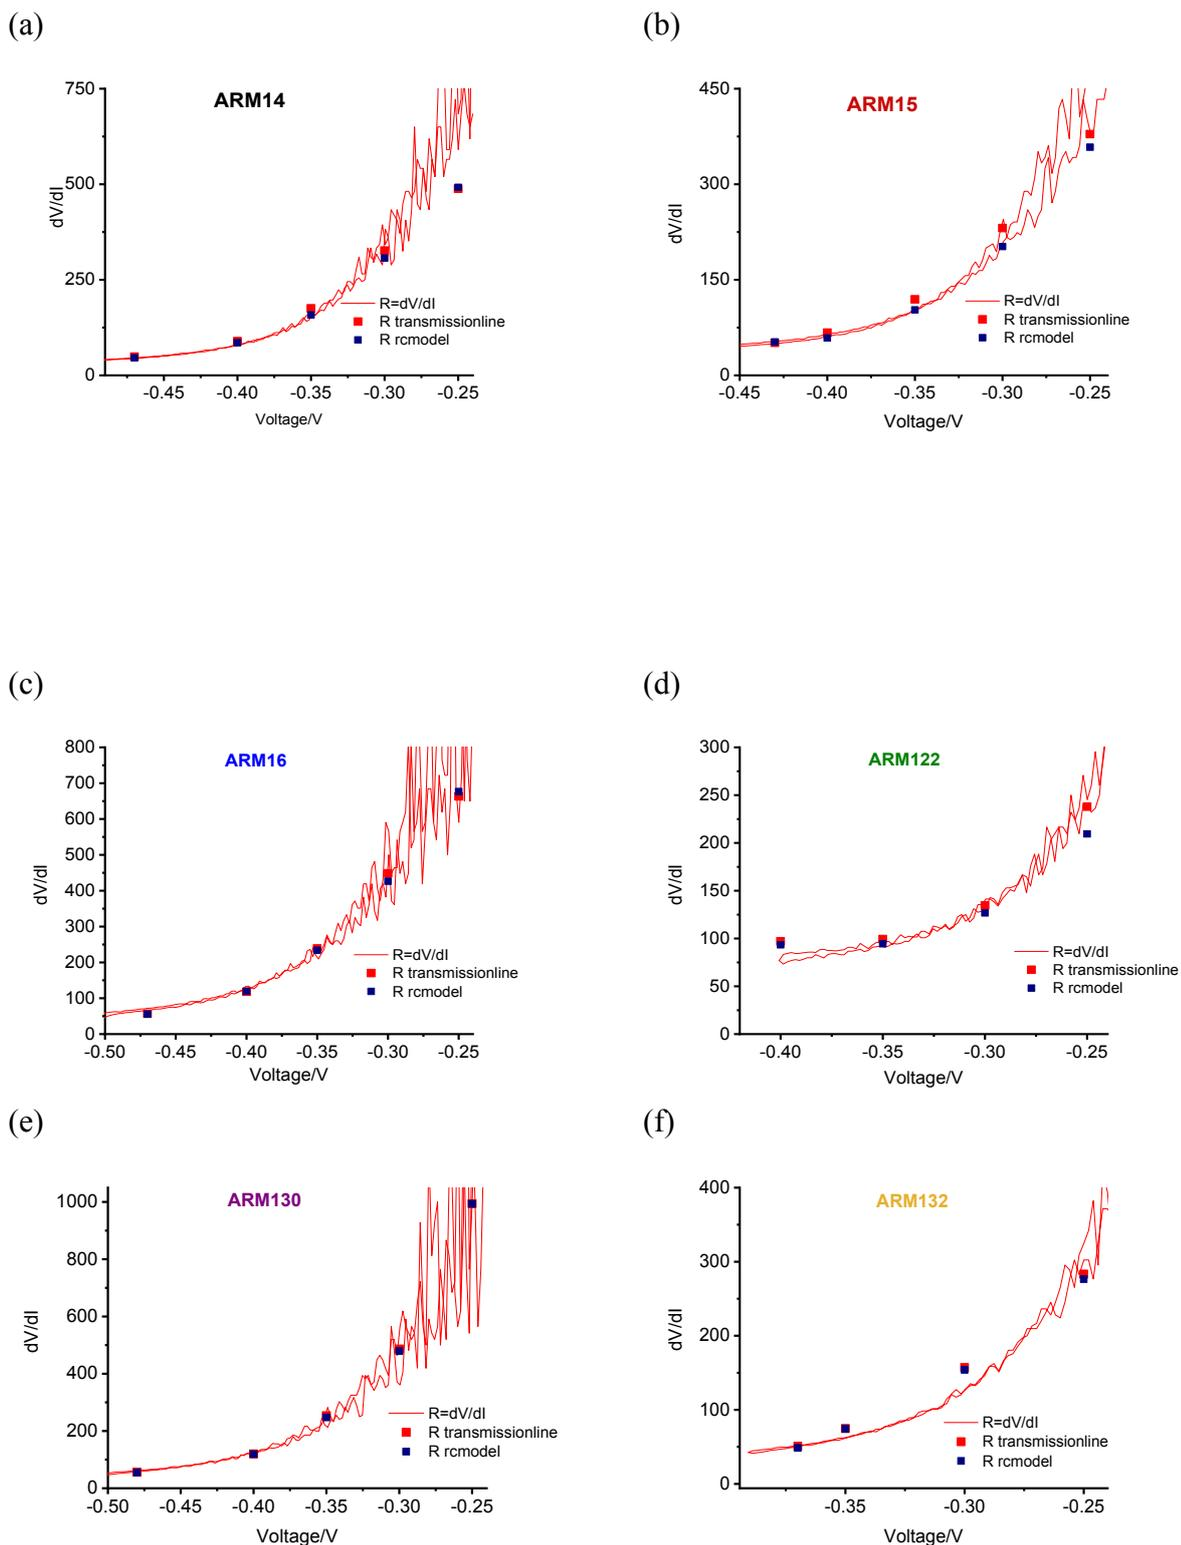 (a)
ARM14
750
500
250
0
dV/dI
-0.45 -0.40 -0.35 -0.30 -0.25
Voltage/V
R=dV/dI
R transmissionline
R rcmodel
(b)
ARM15
450
300
150
0
dV/dI
-0.45 -0.40 -0.35 -0.30 -0.25
Voltage/V
R=dV/dI
R transmissionline
R rcmodel
(c)
ARM16
800
700
600
500
400
300
200
100
0
dV/dI
-0.50 -0.45 -0.40 -0.35 -0.30 -0.25
Voltage/V
R=dV/dI
R transmissionline
R rcmodel
(d)
ARM122
300
250
200
150
100
50
0
dV/dI
-0.40 -0.35 -0.30 -0.25
Voltage/V
R=dV/dI
R transmissionline
R rcmodel
(e)
ARM130
1000
800
600
400
200
0
dV/dI
-0.50 -0.45 -0.40 -0.35 -0.30 -0.25
Voltage/V
R=dV/dI
R transmissionline
R rcmodel
(f)
ARM132
400
300
200
100
0
dV/dI
-0.35 -0.30 -0.25
Voltage/V
R=dV/dI
R transmissionline
R rcmodel